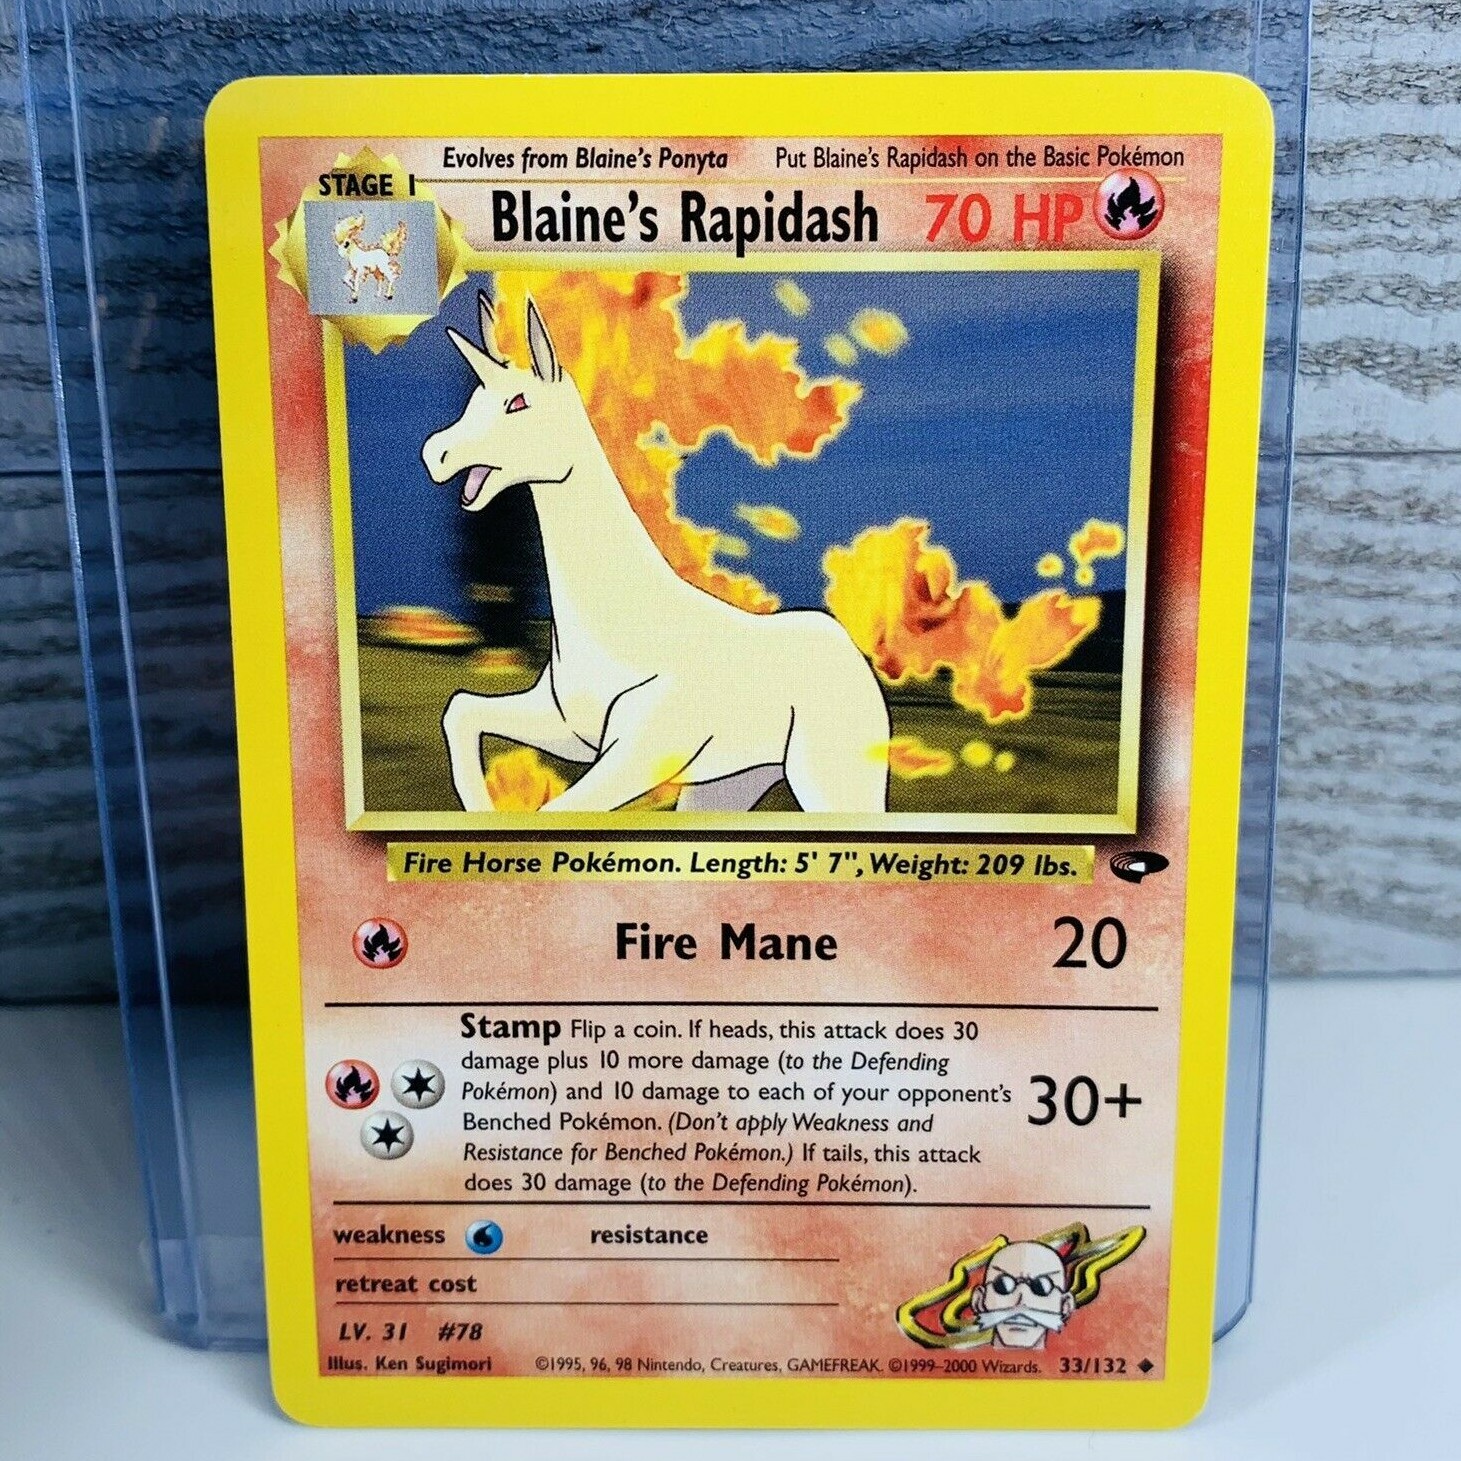 Evolves from Blaine's Ponyta Put Blaine's Rapidash on the Basic Pokémon
STAGE 1
Blaine's Rapidash 70 HP
Fire Horse Pokémon. Length: 5' 7", Weight: 209 lbs.
Fire Mane 20
Stamp Flip a coin. If heads, this attack does 30
damage plus 10 more damage (to the Defending
Pokémon) and 10 damage to each of your opponent's
Benched Pokémon. (Don't apply Weakness and
Resistance for Benched Pokémon.) If tails, this attack
does 30 damage (to the Defending Pokémon).
30+
weakness resistance
retreat cost
LV. 31 #78
Illus. Ken Sugimori ©1995, 96, 98 Nintendo, Creatures, GAMEFREAK. ©1999–2000 Wizards. 33/132